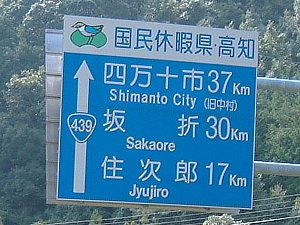 国民休暇県・高知
四万十市 37Km
Shimanto City (旧中村)
439
坂折 30Km
Sakaore
住次郎 17Km
Jyujiro